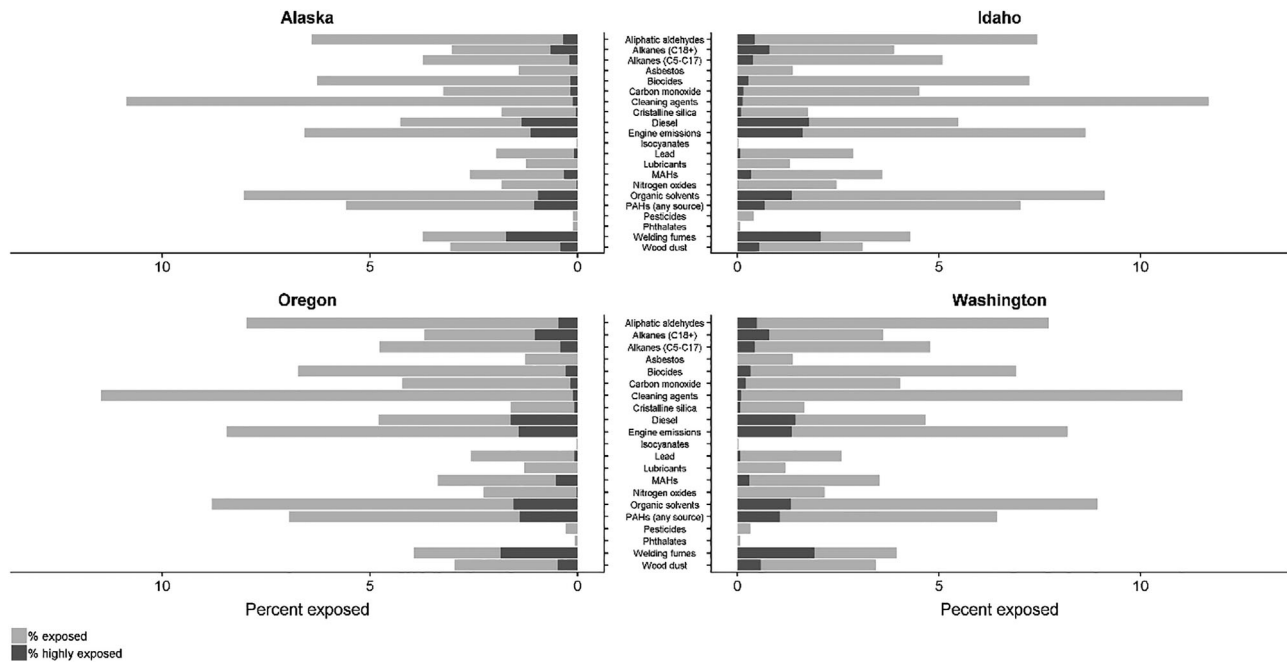 Alaska
Idaho
Aliphatic aldehydes
Alkanes (C18+)
Alkanes (C5-C17)
Asbestos
Biocides
Carbon monoxide
Cleaning agents
Cristalline silica
Diesel
Engine emissions
Isocyanates
Lead
Lubricants
MAHs
Nitrogen oxides
Organic solvents
PAHs (any source)
Pesticides
Phthalates
Welding fumes
Wood dust
10 5 0
0 5 10
Oregon
Washington
Aliphatic aldehydes
Alkanes (C18+)
Alkanes (C5-C17)
Asbestos
Biocides
Carbon monoxide
Cleaning agents
Cristalline silica
Diesel
Engine emissions
Isocyanates
Lead
Lubricants
MAHs
Nitrogen oxides
Organic solvents
PAHs (any source)
Pesticides
Phthalates
Welding fumes
Wood dust
10 5 0
0 5 10
Percent exposed
Pecent exposed
% exposed
% highly exposed